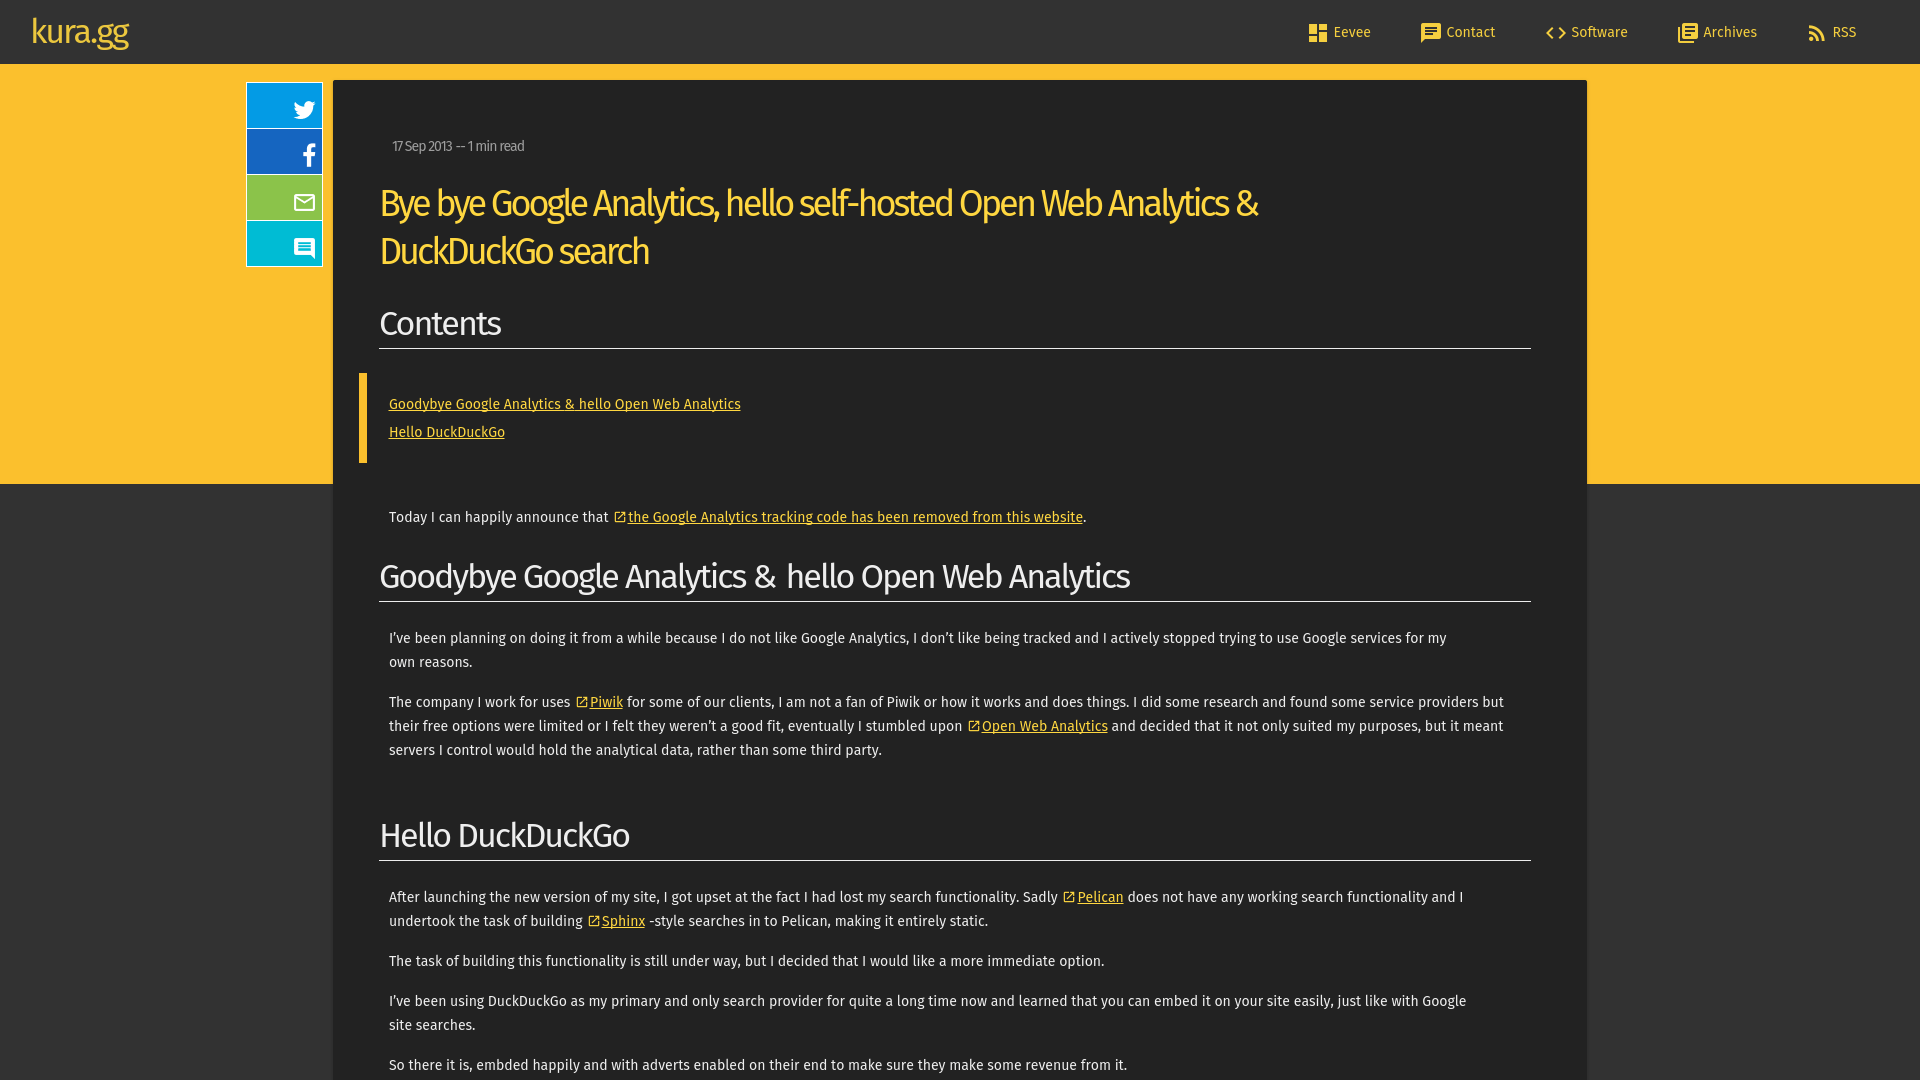 kura.gg
Eevee
Contact
Software
Archives
RSS
17 Sep 2013 -- 1 min read
Bye bye Google Analytics, hello self-hosted Open Web Analytics &
DuckDuckGo search
Contents
Goodybye Google Analytics & hello Open Web Analytics
Hello DuckDuckGo
Today I can happily announce that the Google Analytics tracking code has been removed from this website.
Goodybye Google Analytics & hello Open Web Analytics
I’ve been planning on doing it from a while because I do not like Google Analytics, I don’t like being tracked and I actively stopped trying to use Google services for my
own reasons.
The company I work for uses Piwik for some of our clients, I am not a fan of Piwik or how it works and does things. I did some research and found some service providers but
their free options were limited or I felt they weren’t a good fit, eventually I stumbled upon Open Web Analytics and decided that it not only suited my purposes, but it meant
servers I control would hold the analytical data, rather than some third party.
Hello DuckDuckGo
After launching the new version of my site, I got upset at the fact I had lost my search functionality. Sadly Pelican does not have any working search functionality and I
undertook the task of building Sphinx -style searches in to Pelican, making it entirely static.
The task of building this functionality is still under way, but I decided that I would like a more immediate option.
I’ve been using DuckDuckGo as my primary and only search provider for quite a long time now and learned that you can embed it on your site easily, just like with Google
site searches.
So there it is, embded happily and with adverts enabled on their end to make sure they make some revenue from it.